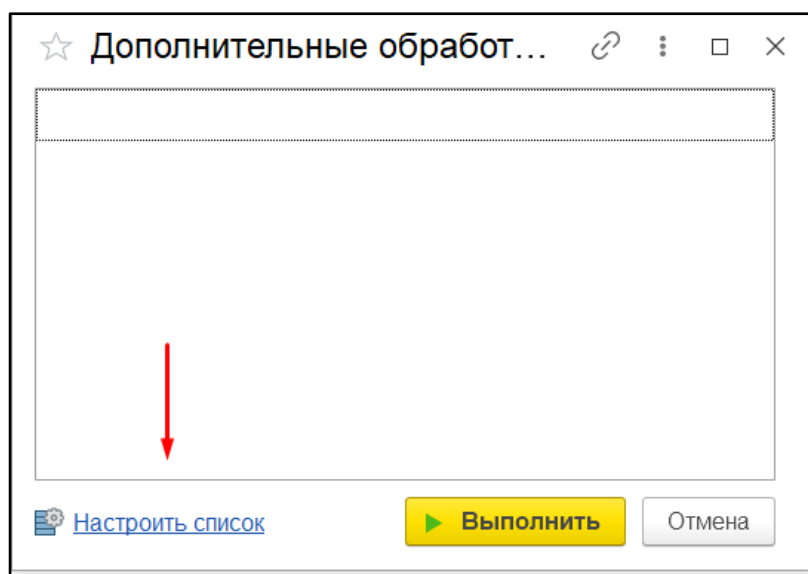 Дополнительные обработ...
Настроить список
Выполнить
Отмена